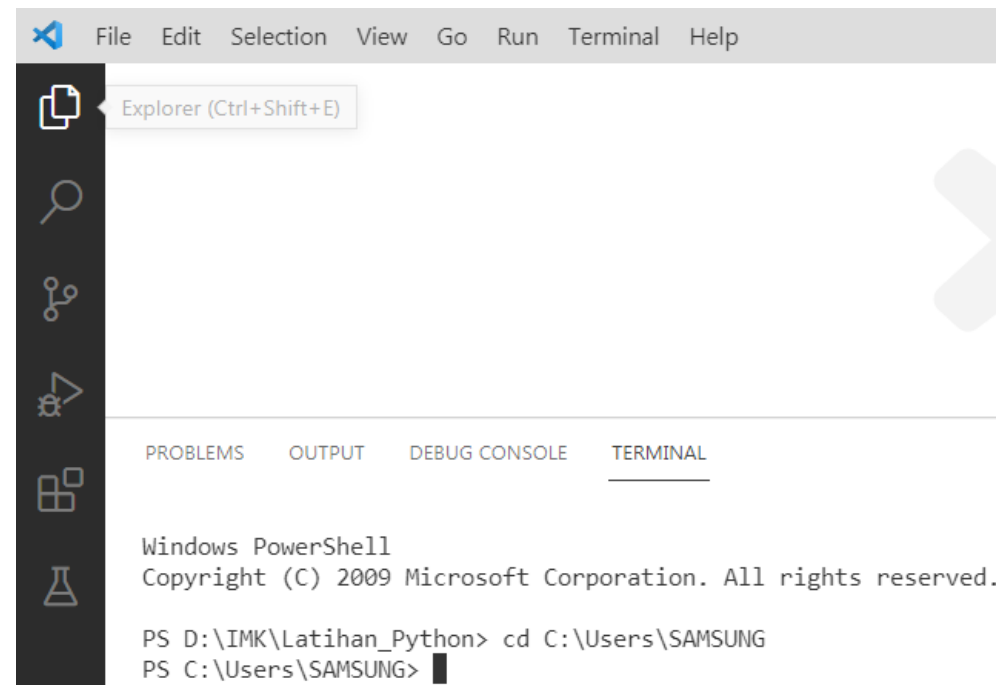 File Edit Selection View Go Run Terminal Help
Explorer (Ctrl+Shift+E)
PROBLEMS OUTPUT DEBUG CONSOLE TERMINAL
Windows PowerShell
Copyright (C) 2009 Microsoft Corporation. All rights reserved.
PS D:\IMK\Latihan_Python> cd C:\Users\SAMSUNG
PS C:\Users\SAMSUNG>